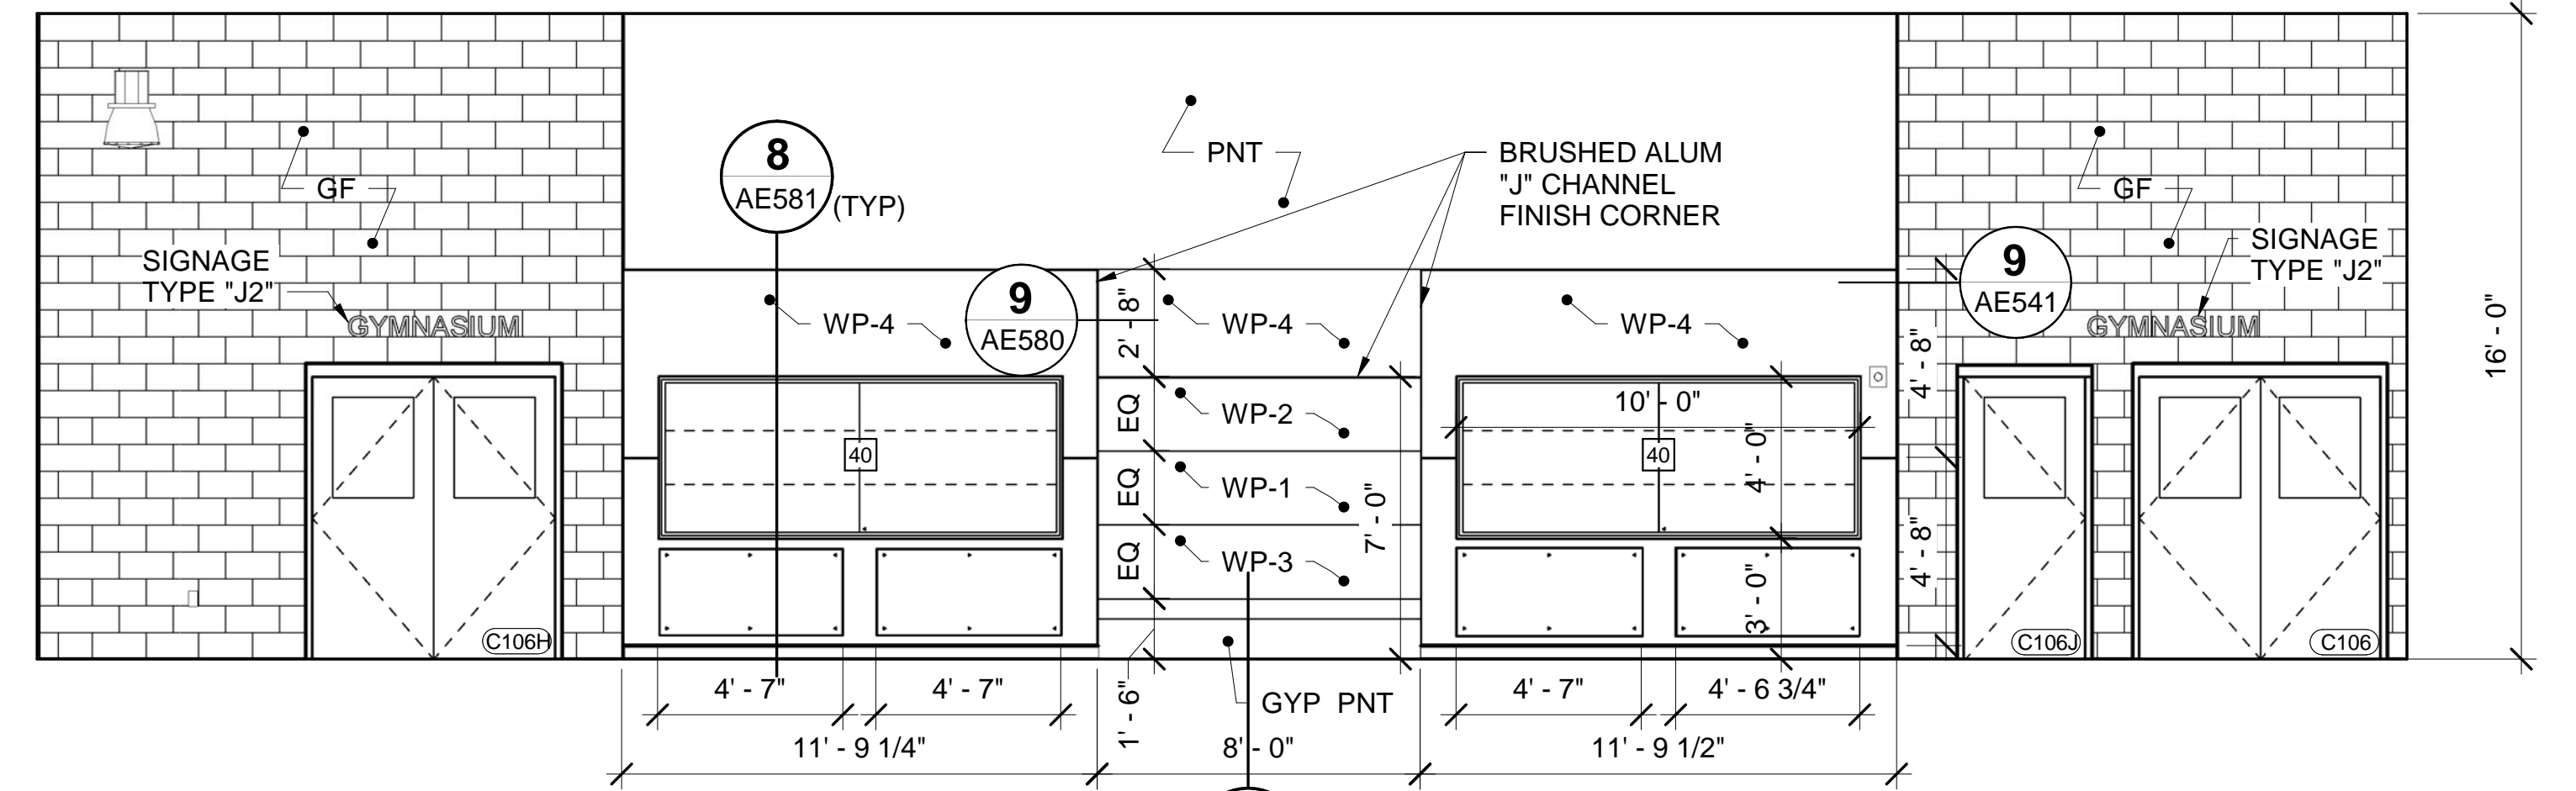 8
AE581
(TYP)
PNT
BRUSHED ALUM
"J" CHANNEL
FINISH CORNER
GF
GF
SIGNAGE
TYPE "J2"
SIGNAGE
TYPE "J2"
9
AE580
9
AE541
GYMNASIUM
GYMNASIUM
WP-4
WP-4
WP-4
2' - 8"
4' - 8"
16' - 0"
10' - 0"
WP-2
EQ
40
40
4' - 0"
WP-1
EQ
7' - 0"
WP-3
EQ
4' - 8"
3' - 0"
C106H
C106J
C106
4' - 7"
4' - 7"
1' - 6"
GYP PNT
4' - 7"
4' - 6 3/4"
11' - 9 1/4"
8' - 0"
11' - 9 1/2"